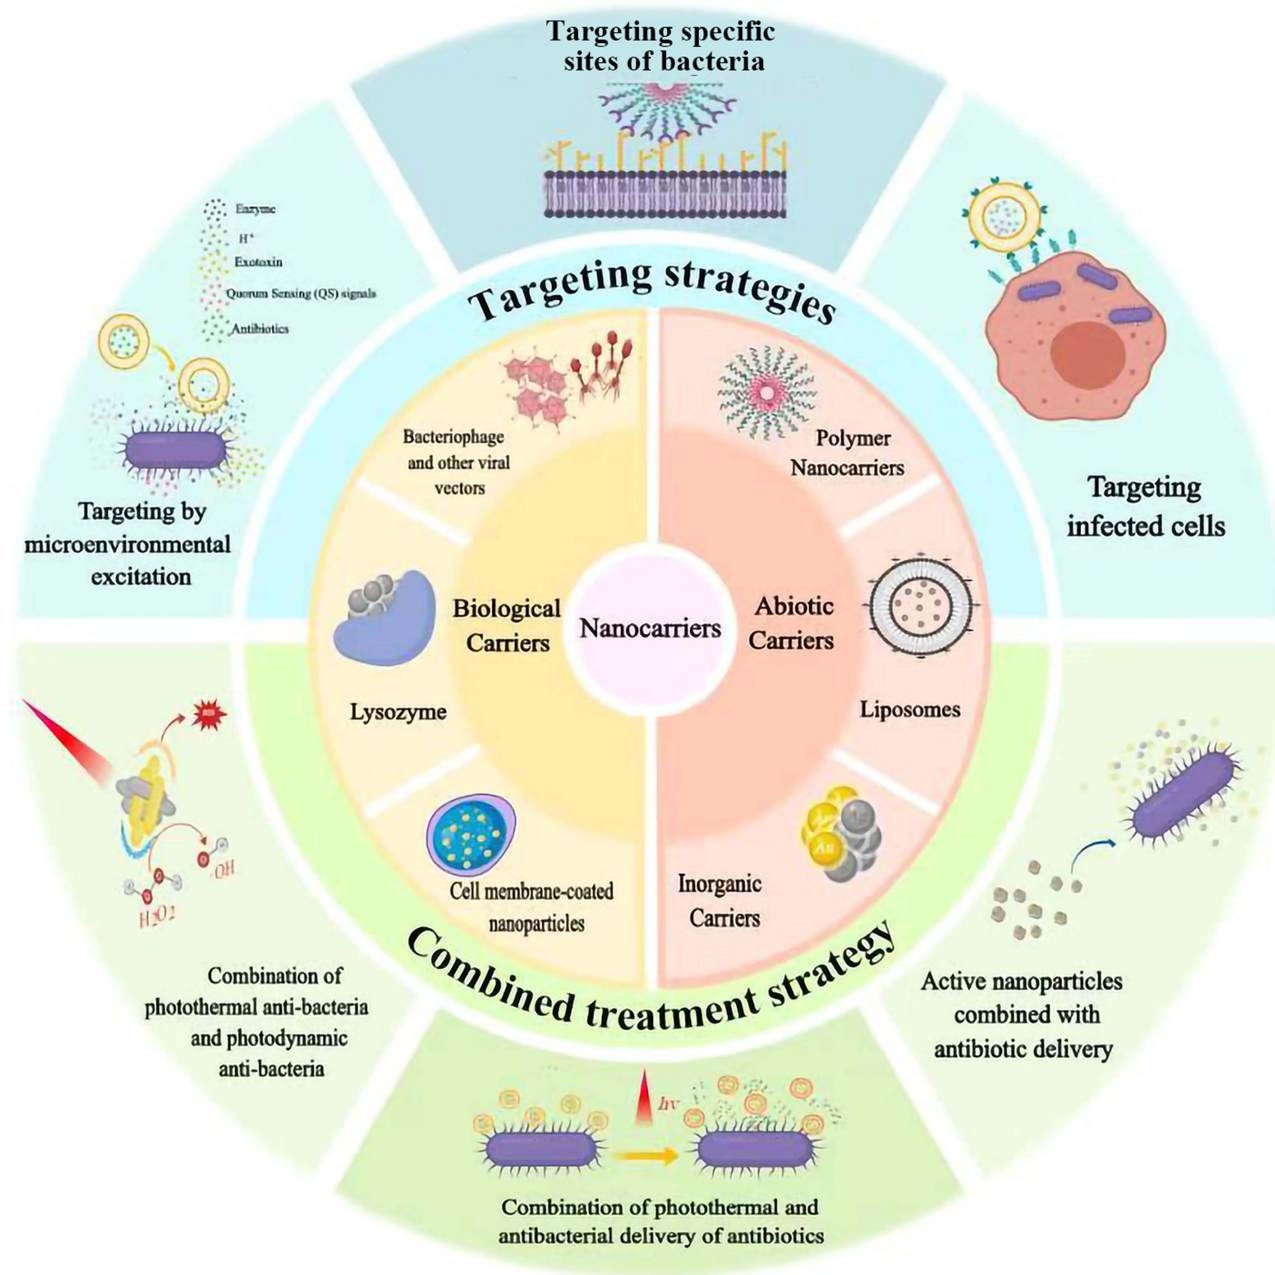 Targeting specific
sites of bacteria
Enzyme
H⁺
Exotoxin
Quorum Sensing (QS) signals
Antibiotics
Targeting by
microenvironmental
excitation
Targeting
infected cells
Targeting strategies
Bacteriophage
and other viral
vectors
Polymer
Nanocarriers
Biological
Carriers
Nanocarriers
Abiotic
Carriers
Lysozyme
Liposomes
Cell membrane-coated
nanoparticles
Inorganic
Carriers
Au
Combined treatment strategy
·OH
H2O2
Combination of
photothermal anti-bacteria
and photodynamic
anti-bacteria
hv
Combination of photothermal and
antibacterial delivery of antibiotics
Active nanoparticles
combined with
antibiotic delivery